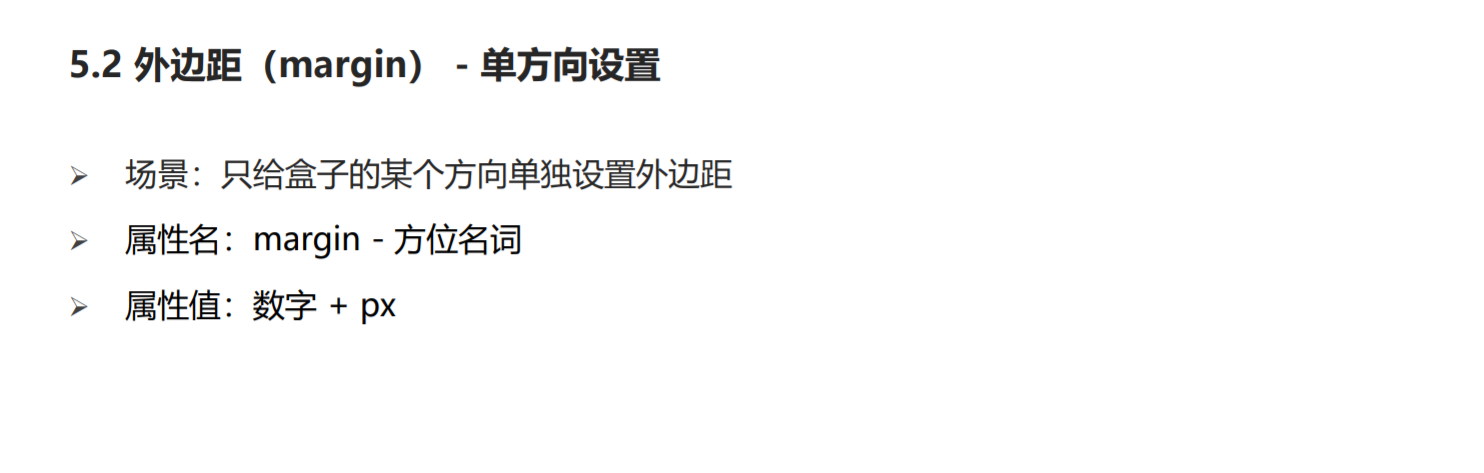 5.2 外边距（margin） - 单方向设置
➢ 场景：只给盒子的某个方向单独设置外边距
➢ 属性名：margin - 方位名词
➢ 属性值：数字 + px